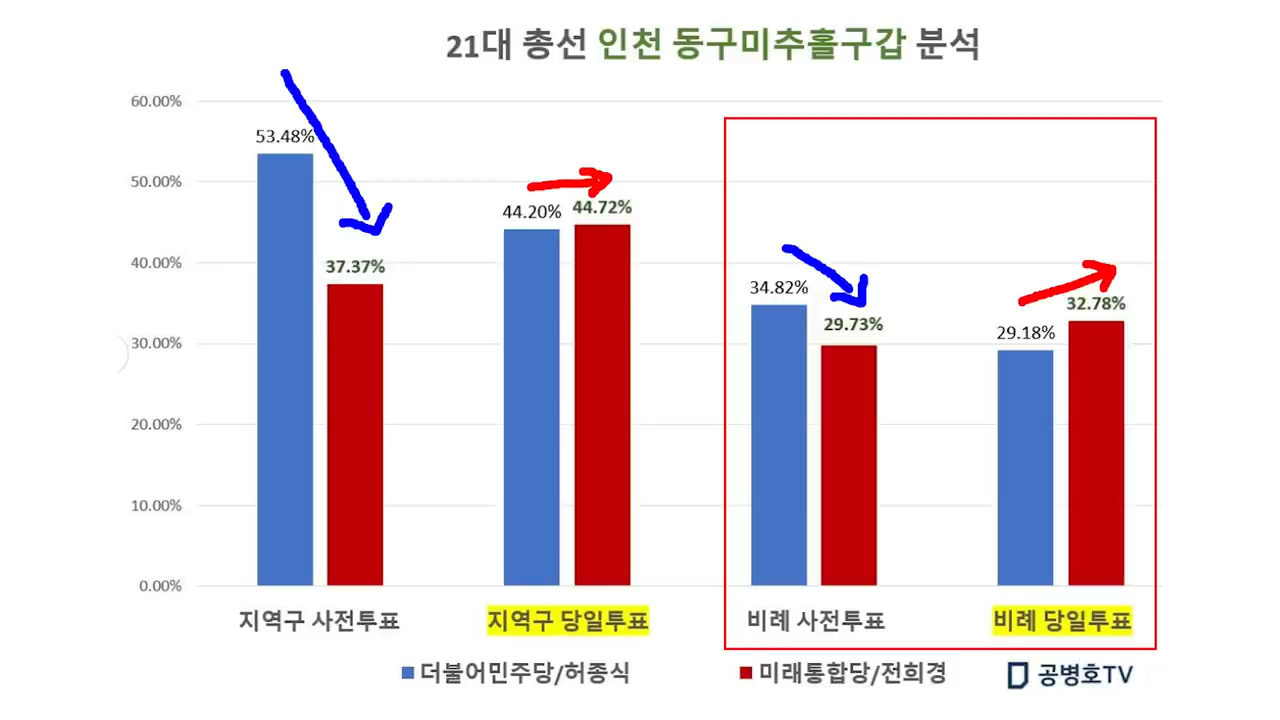 21대 총선 인천 동구미추홀구갑 분석
60.00%
50.00%
40.00%
30.00%
20.00%
10.00%
0.00%
53.48%
37.37%
44.20%
44.72%
34.82%
29.73%
29.18%
32.78%
지역구 사전투표
지역구 당일투표
비례 사전투표
비례 당일투표
더불어민주당/허종식
미래통합당/전희경
공병호TV